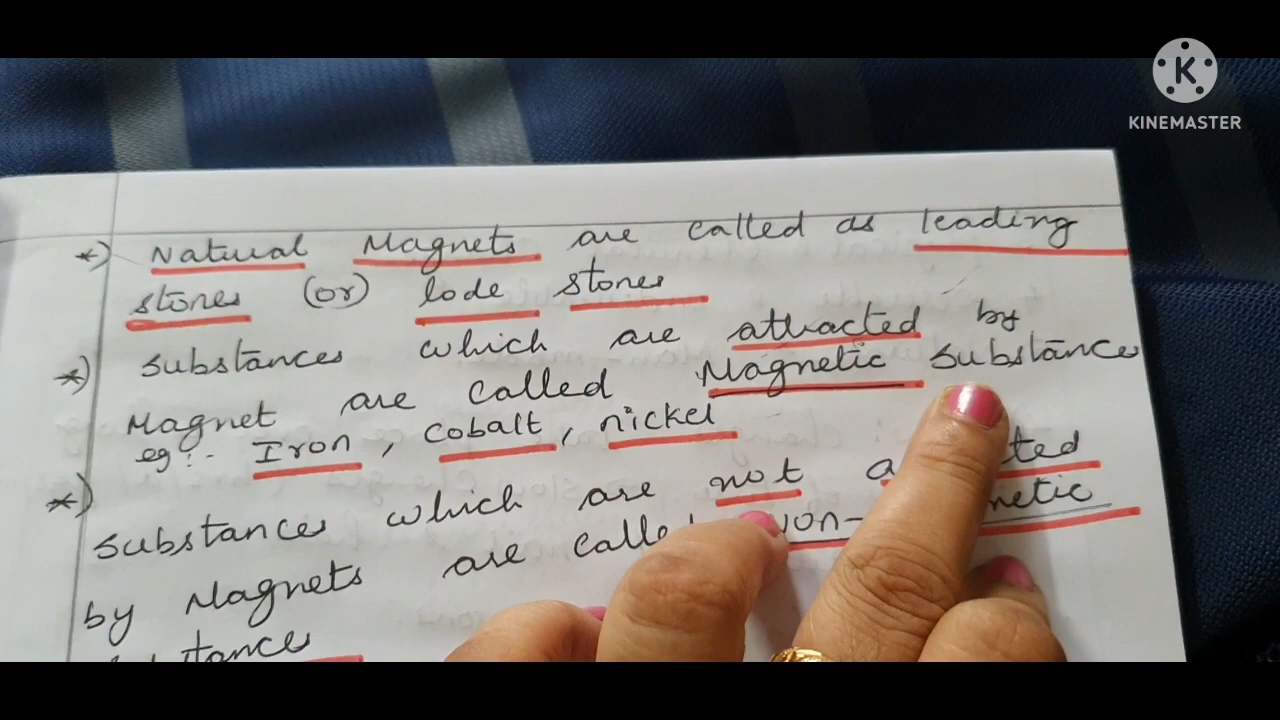 KINEMASTER
*) Natural Magnets are called as leading
stones (or) lode stones
*) substances which are attracted by
Magnet are called Magnetic substance
eg:- Iron, cobalt, nickel
*) substances which are not
by Magnets are called